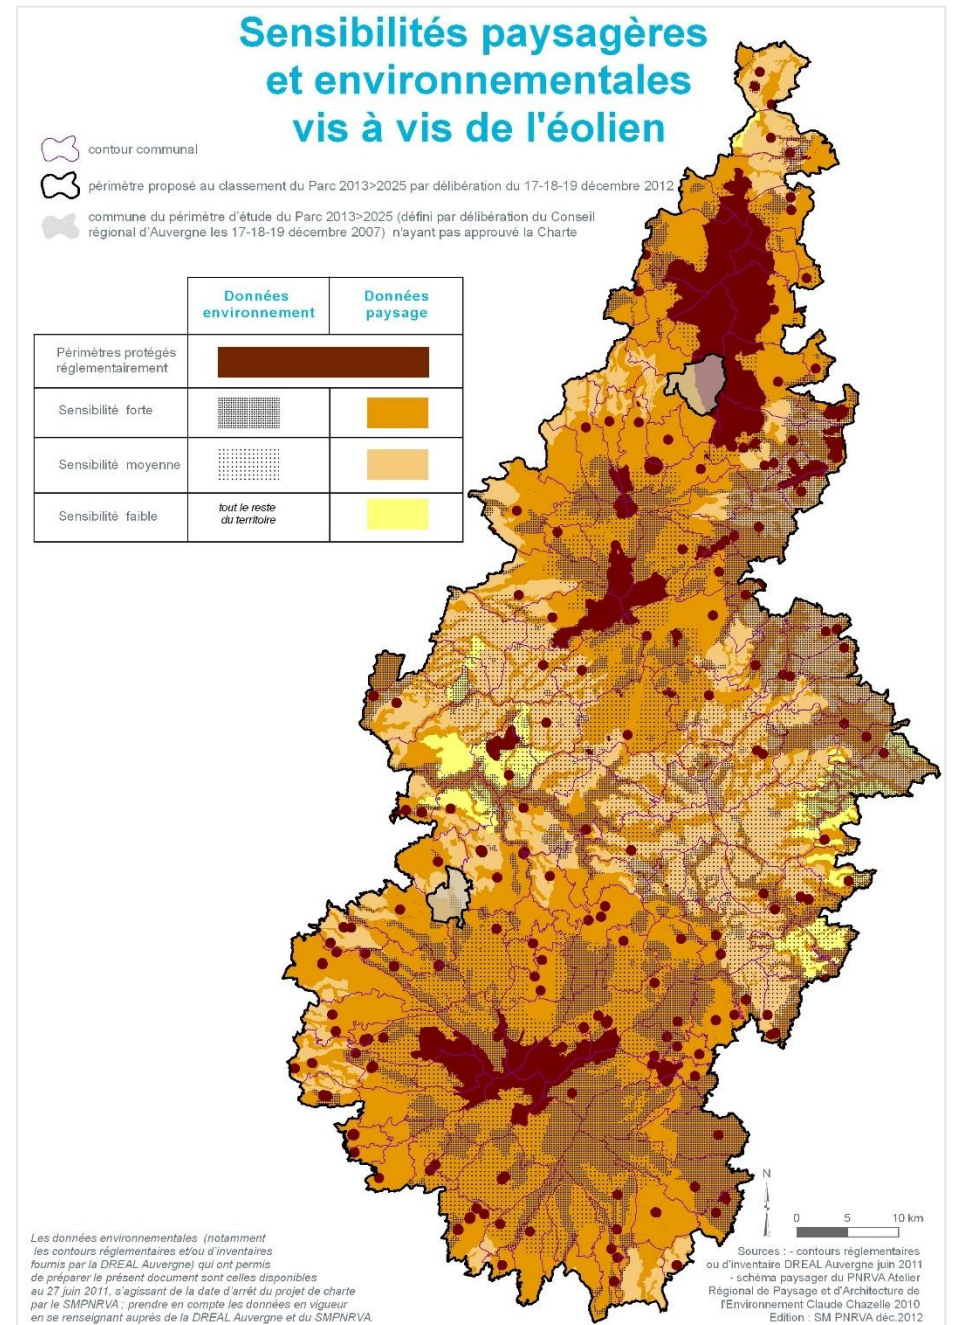 Sensibilités paysagères
et environnementales
vis à vis de l'éolien
contour communal
périmètre proposé au classement du Parc 2013>2025 par délibération du 17-18-19 décembre 2012
commune du périmètre d'étude du Parc 2013>2025 (défini par délibération du Conseil
régional d'Auvergne les 17-18-19 décembre 2007) n'ayant pas approuvé la Charte
Données
environnement
Données
paysage
Périmètres protégés
réglementairement
Sensibilité forte
Sensibilité moyenne
Sensibilité faible
tout le reste
du territoire
N
0 5 10 km
Les données environnementales (notamment
les contours réglementaires et/ou d'inventaires
fournis par la DREAL Auvergne) qui ont permis
de préparer le présent document sont celles disponibles
au 27 juin 2011, s'agissant de la date d'arrêt du projet de charte
par le SMPNRVA ; prendre en compte les données en vigueur
en se renseignant auprès de la DREAL Auvergne et du SMPNRVA.
Sources : - contours réglementaires
ou d'inventaire DREAL Auvergne juin 2011
- schéma paysager du PNRVA Atelier
Régional de Paysage et d'Architecture de
l'Environnement Claude Chazelle 2010
Edition : SM PNRVA déc.2012